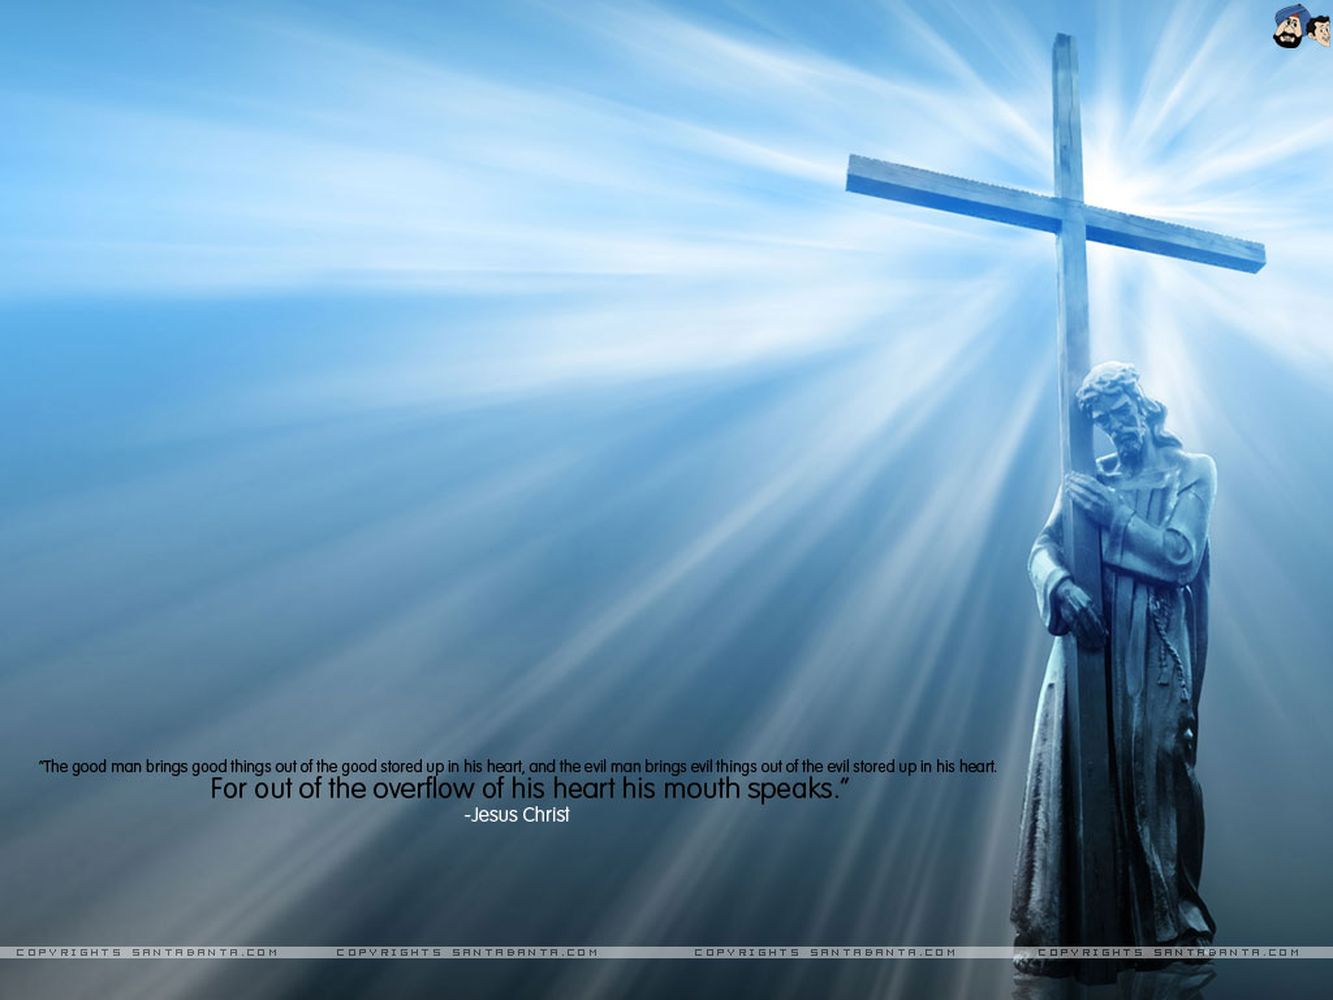 "The good man brings good things out of the good stored up in his heart, and the evil man brings evil things out of the evil stored up in his heart.
For out of the overflow of his heart his mouth speaks."
-Jesus Christ
COPYRIGHTS SANTABANTA.COM COPYRIGHTS SANTABANTA.COM COPYRIGHTS SANTABANTA.COM COPYRIGHTS SANTABANTA.COM